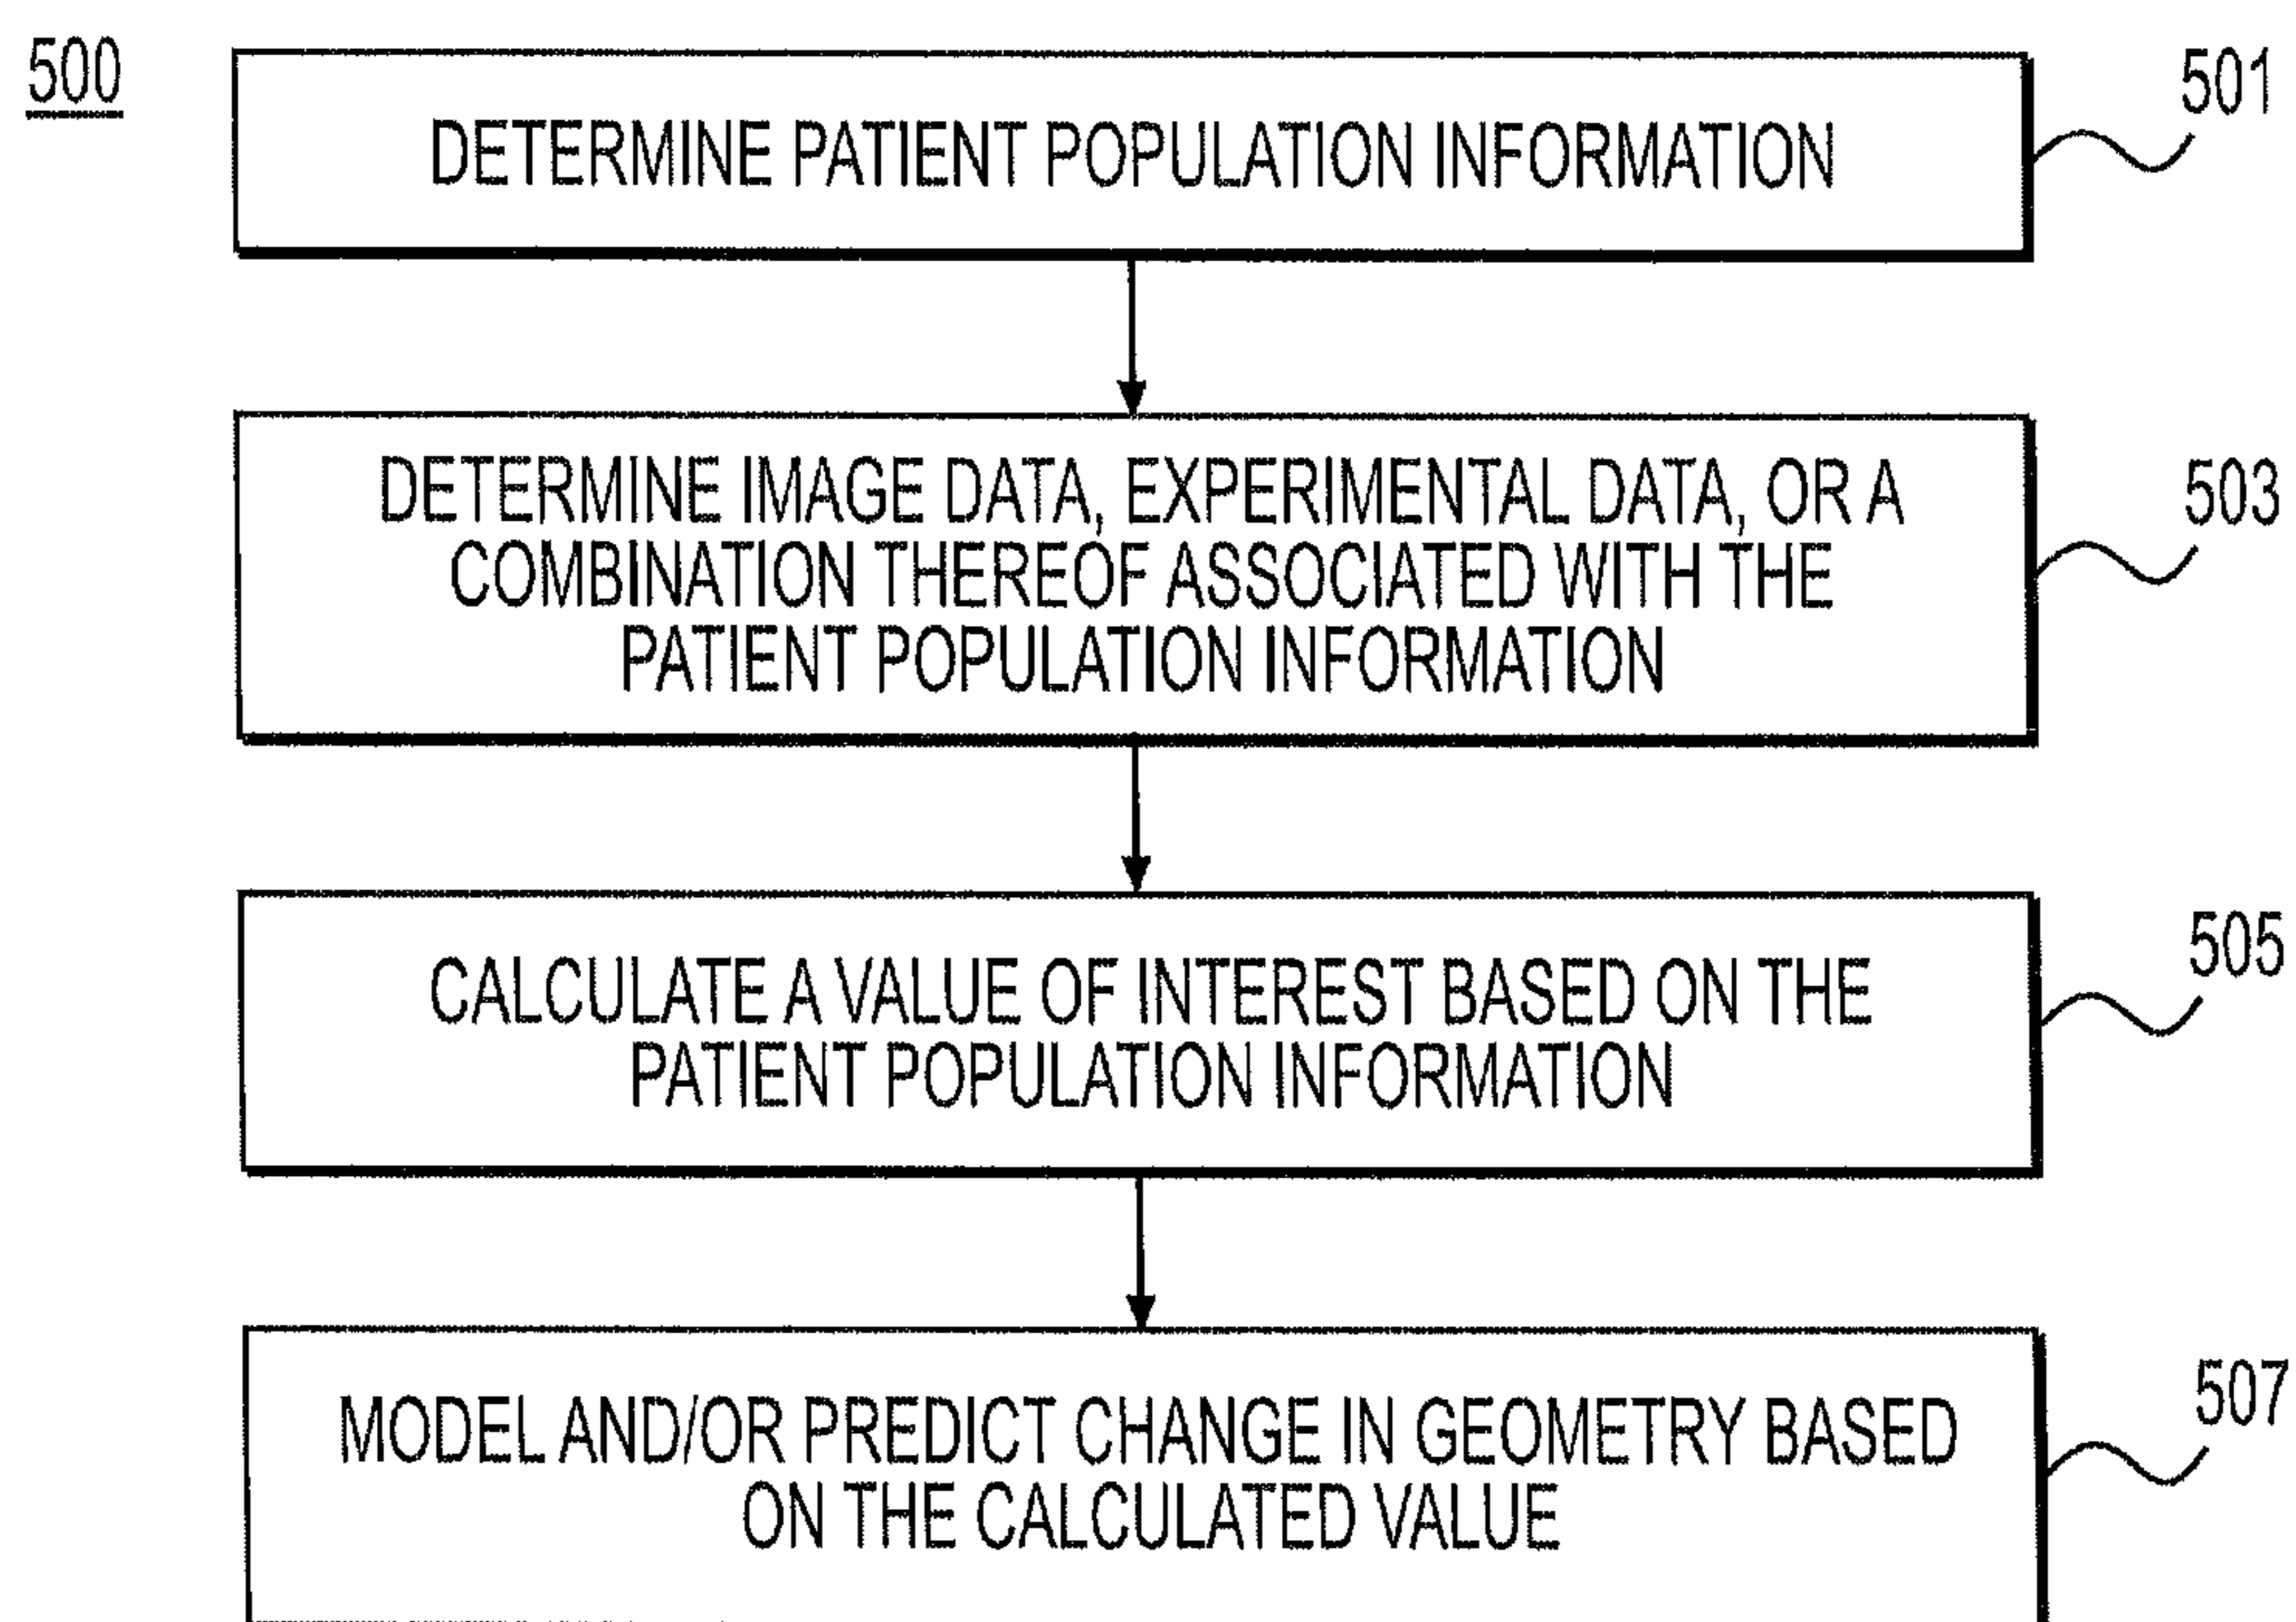 500
501
DETERMINE PATIENT POPULATION INFORMATION
503
DETERMINE IMAGE DATA, EXPERIMENTAL DATA, OR A
COMBINATION THEREOF ASSOCIATED WITH THE
PATIENT POPULATION INFORMATION
505
CALCULATE A VALUE OF INTEREST BASED ON THE
PATIENT POPULATION INFORMATION
507
MODEL AND/OR PREDICT CHANGE IN GEOMETRY BASED
ON THE CALCULATED VALUE